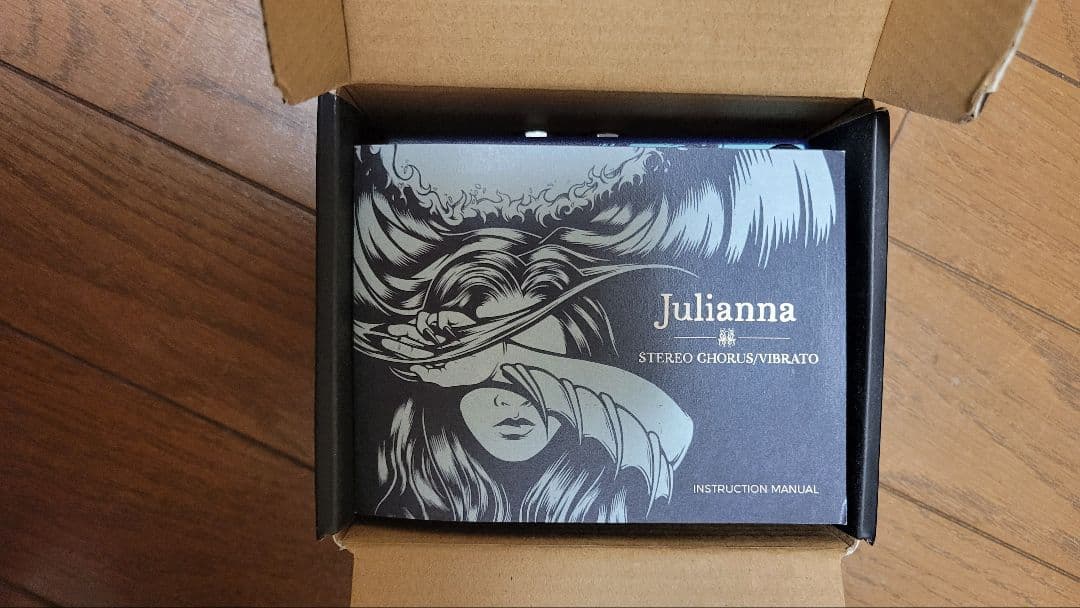 Julianna
STEREO CHORUS/VIBRATO
INSTRUCTION MANUAL